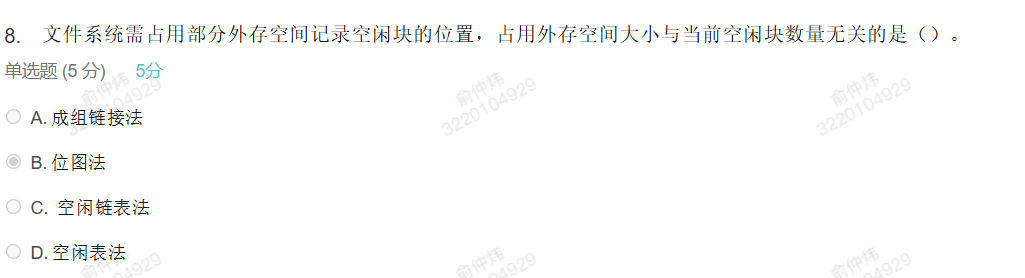 8. 文件系统需占用部分外存空间记录空闲块的位置，占用外存空间大小与当前空闲块数量无关的是（）。
单选题 (5 分) 5分
俞仲炜 俞仲炜 俞仲炜
3220104929 3220104929 3220104929
A. 成组链接法
B. 位图法
C. 空闲链表法
D. 空闲表法
俞仲炜 俞仲炜 俞仲炜